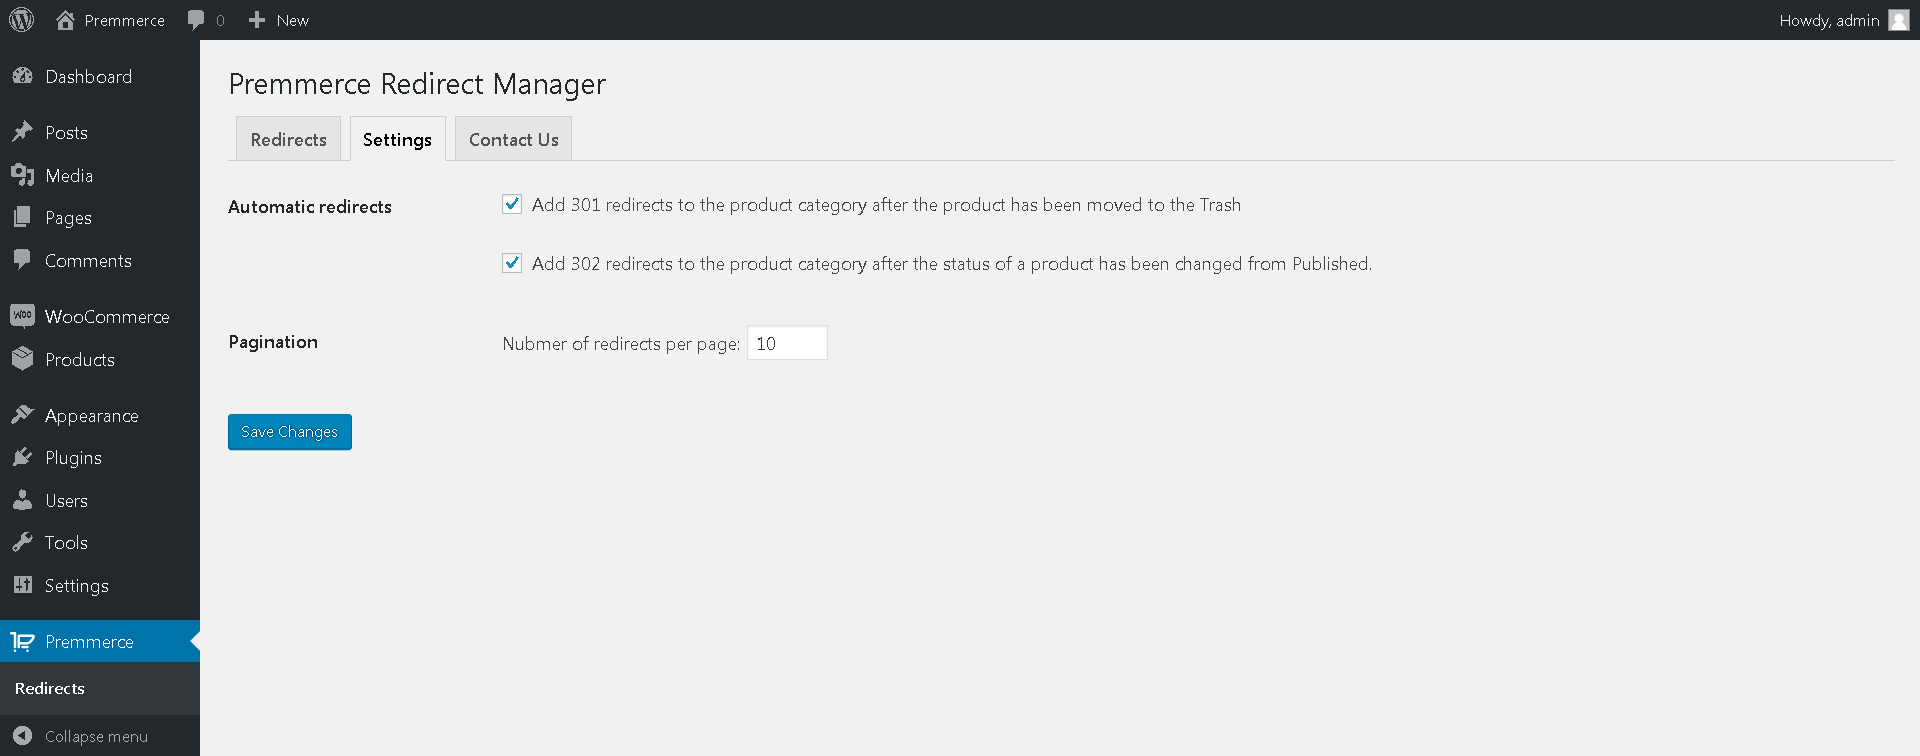 Premmerce
0
New
Howdy, admin
Dashboard
Posts
Media
Pages
Comments
Woo
WooCommerce
Products
Appearance
Plugins
Users
Tools
Settings
Premmerce
Redirects
Collapse menu
Premmerce Redirect Manager
Redirects
Settings
Contact Us
Automatic redirects
Add 301 redirects to the product category after the product has been moved to the Trash
Add 302 redirects to the product category after the status of a product has been changed from Published.
Pagination
Nubmer of redirects per page: 10
Save Changes